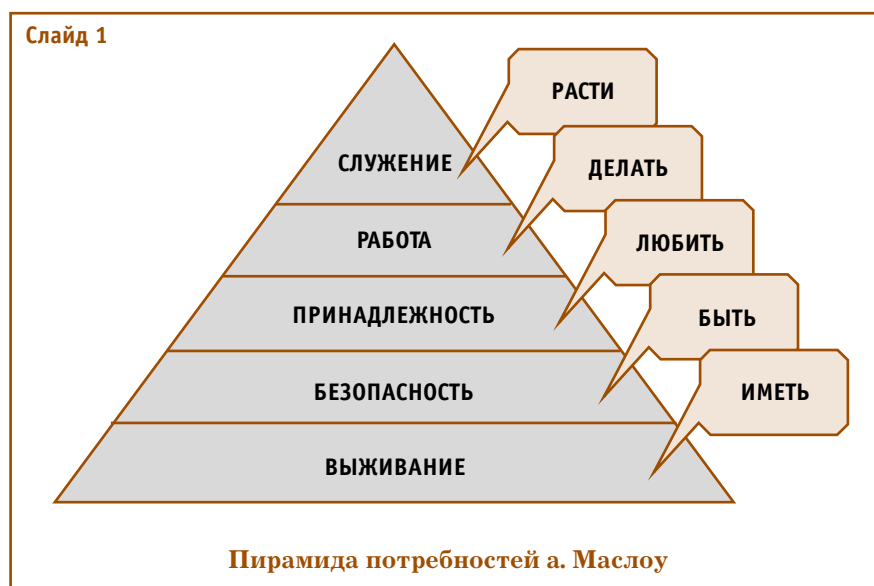 Слайд 1
РАСТИ
СЛУЖЕНИЕ
ДЕЛАТЬ
РАБОТА
ЛЮБИТЬ
ПРИНАДЛЕЖНОСТЬ
БЫТЬ
БЕЗОПАСНОСТЬ
ИМЕТЬ
ВЫЖИВАНИЕ
Пирамида потребностей а. Маслоу